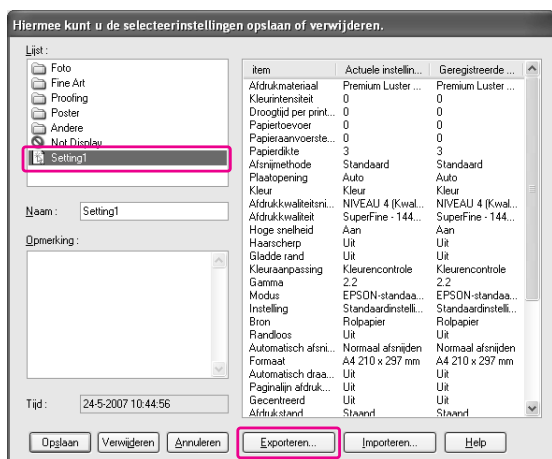 Hiermee kunt u de selecteerinstellingen opslaan of verwijderen.
Lijst :
Foto
Fine Art
Proofing
Poster
Andere
Not Display
Setting1
Naam : Setting1
Opmerking :
Tijd : 24-5-2007 10:44:56
item Actuele instellin... Geregistreerde ...
Afdrukmateriaal Premium Luster ... Premium Luster ...
Kleurintensiteit 0 0
Droogtijd per print... 0 0
Papiertoevoer 0 0
Papieraanvoerste... 0 0
Papierdikte 3 3
Afsnijmethode Standaard Standaard
Plaatopening Auto Auto
Kleur Kleur Kleur
Afdrukkwaliteitsni... NIVEAU 4 (Kwal... NIVEAU 4 (Kwal...
Afdrukkwaliteit SuperFine - 144... SuperFine - 144...
Hoge snelheid Aan Aan
Haarscherp Uit Uit
Gladde rand Uit Uit
Kleuraanpassing Kleurencontrole Kleurencontrole
Gamma 2.2 2.2
Modus EPSON-standaa... EPSON-standaa...
Instelling Standaardinstelli... Standaardinstelli...
Bron Rolpapier Rolpapier
Randloos Uit Uit
Automatisch afsni... Normaal afsnijden Normaal afsnijden
Formaat A4 210 x 297 mm A4 210 x 297 mm
Automatisch draa... Uit Uit
Paginalijn afdruk... Uit Uit
Gecentreerd Uit Uit
Afdrukstand Staand Staand
Opslaan Verwijderen Annuleren Exporteren... Importeren... Help